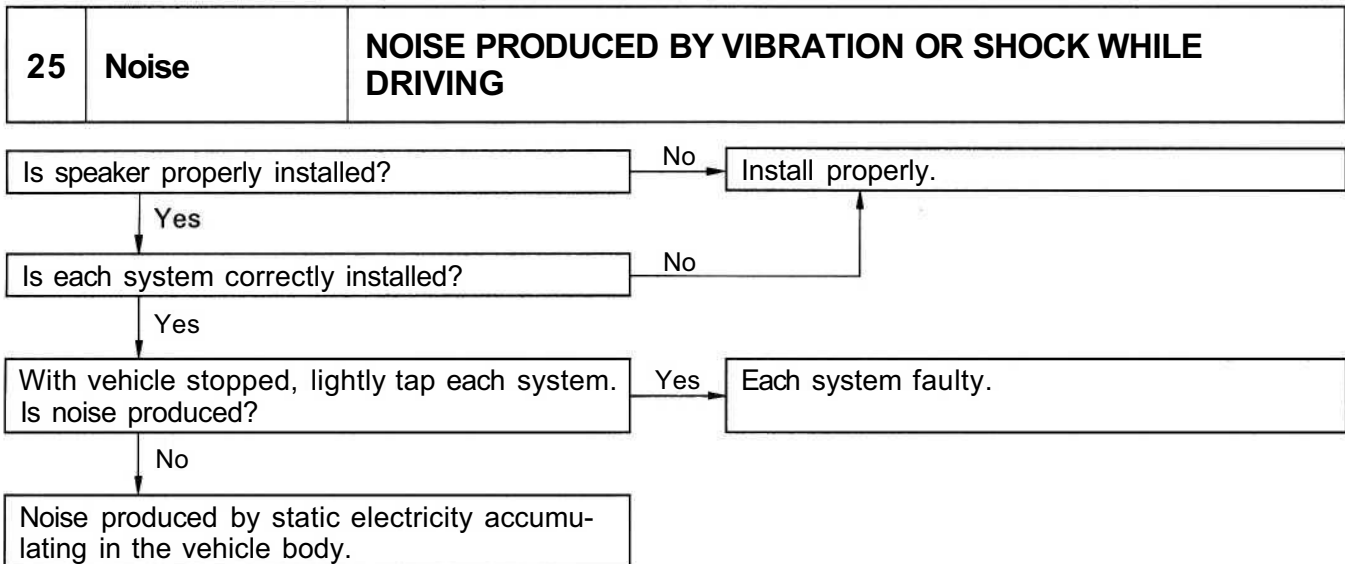 25
Noise
NOISE PRODUCED BY VIBRATION OR SHOCK WHILE
DRIVING
Is speaker properly installed?
No
Install properly.
Yes
Is each system correctly installed?
No
Yes
With vehicle stopped, lightly tap each system.
Is noise produced?
Yes
Each system faulty.
No
Noise produced by static electricity accumu-
lating in the vehicle body.